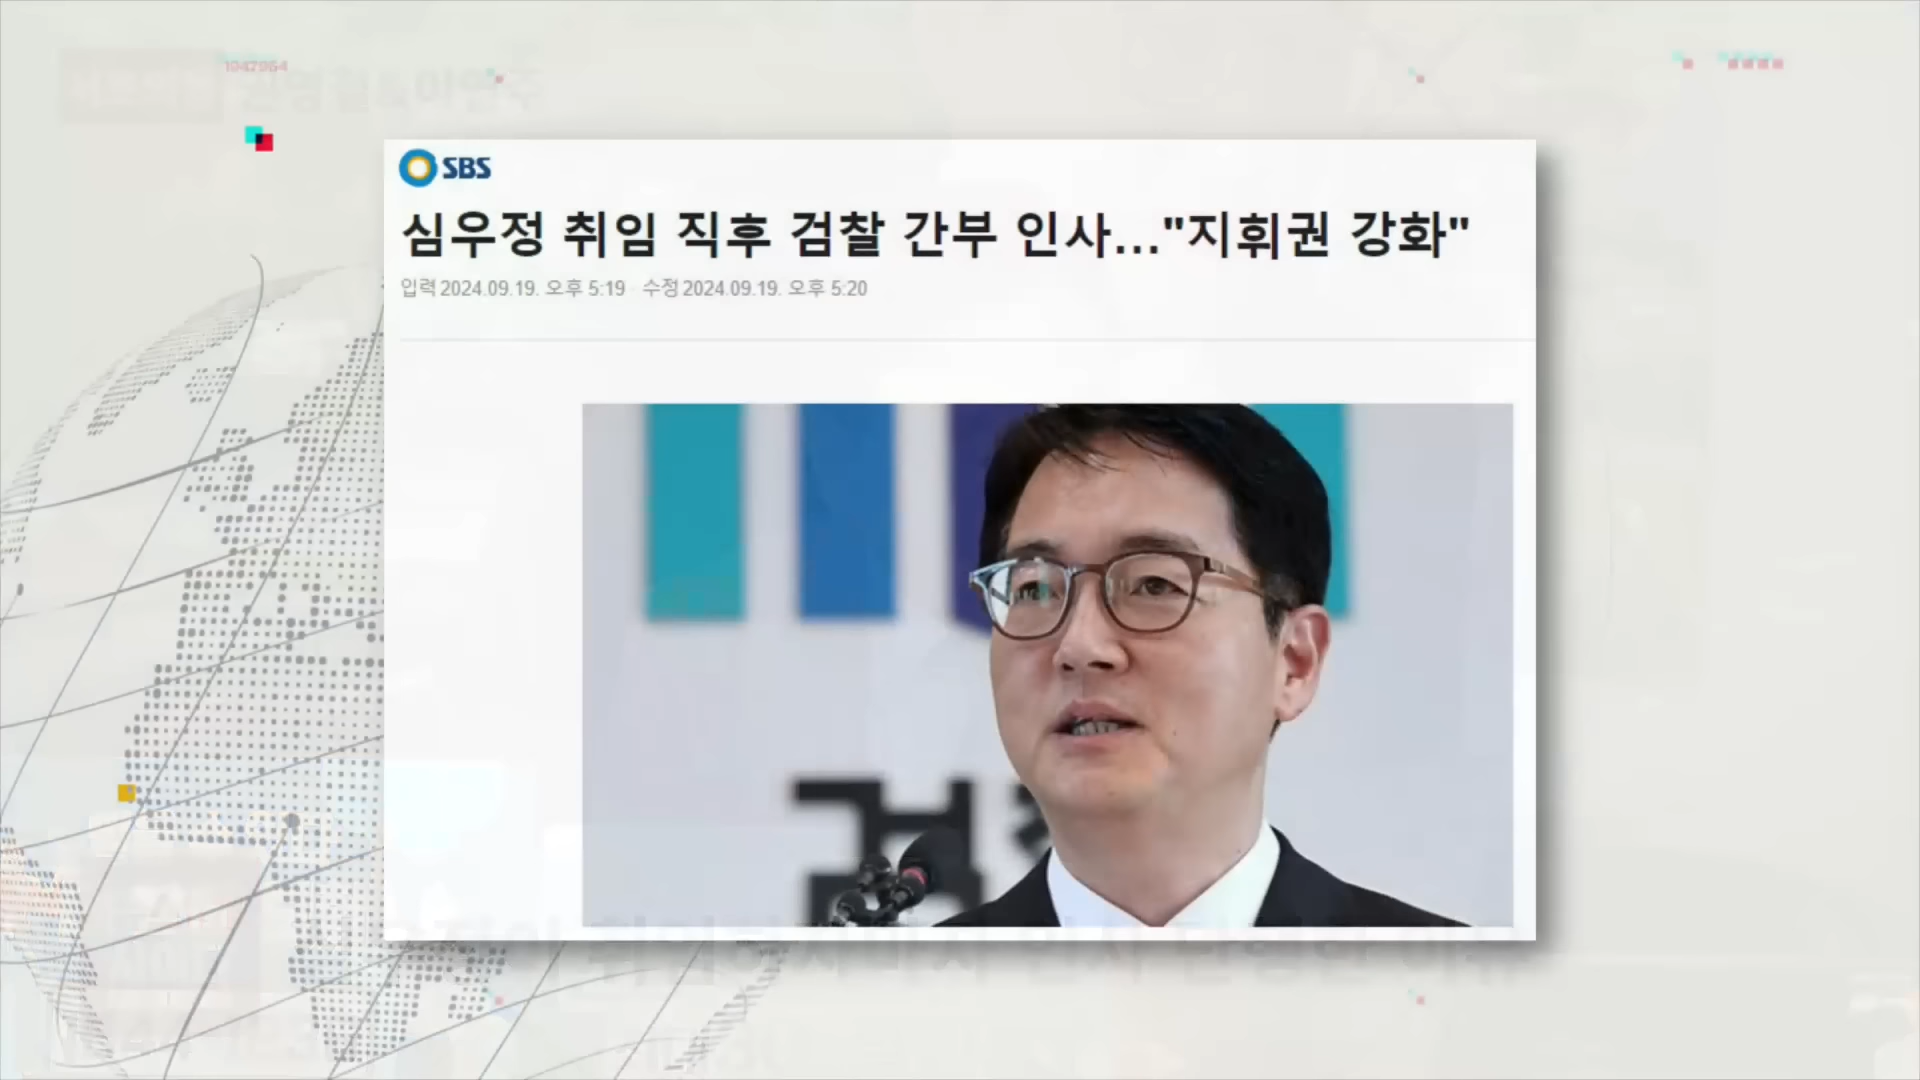 1947954
SBS
심우정 취임 직후 검찰 간부 인사..."지휘권 강화"
입력 2024.09.19. 오후 5:19 수정 2024.09.19. 오후 5:20